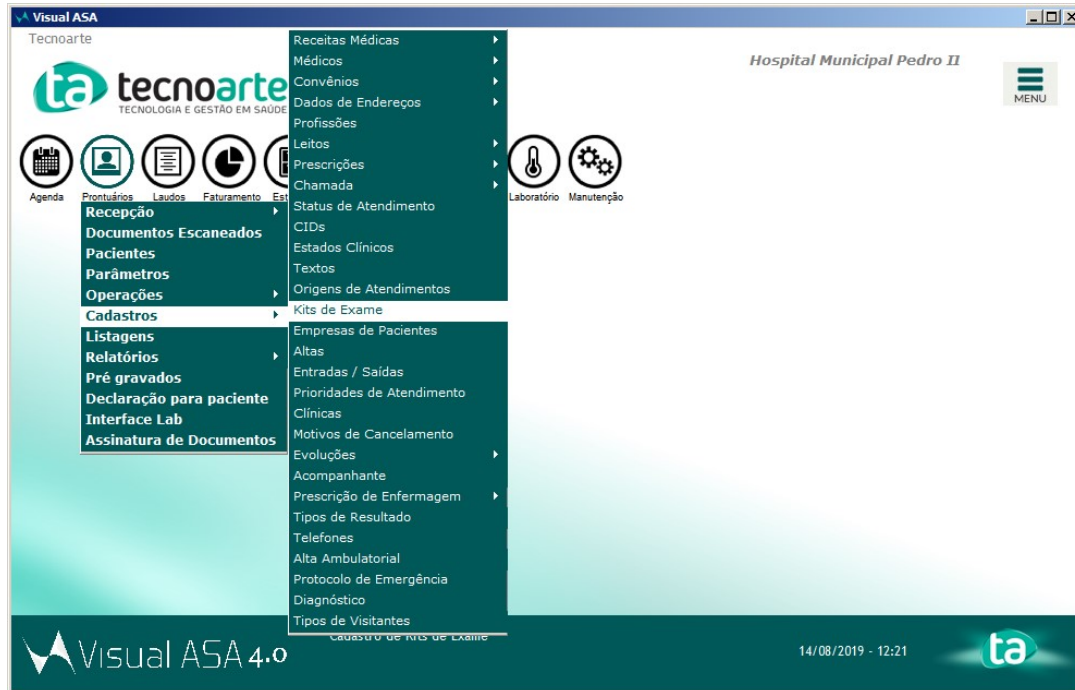 Visual ASA
Tecnoarte
Hospital Municipal Pedro II
ta tecnoarte
TECNOLOGIA E GESTÃO EM SAÚDE
MENU
Agenda
Prontuários
Laudos
Faturamento
Est
Laboratório
Manutenção
Recepção
Documentos Escaneados
Pacientes
Parâmetros
Operações
Cadastros
Listagens
Relatórios
Pré gravados
Declaração para paciente
Interface Lab
Assinatura de Documentos
Receitas Médicas
Médicos
Convênios
Dados de Endereços
Profissões
Leitos
Prescrições
Chamada
Status de Atendimento
CIDs
Estados Clínicos
Textos
Origens de Atendimentos
Kits de Exame
Empresas de Pacientes
Altas
Entradas / Saídas
Prioridades de Atendimento
Clínicas
Motivos de Cancelamento
Evoluções
Acompanhante
Prescrição de Enfermagem
Tipos de Resultado
Telefones
Alta Ambulatorial
Protocolo de Emergência
Diagnóstico
Tipos de Visitantes
Cadastro de Kits de Exame
Visual ASA 4.0
14/08/2019 - 12:21
ta